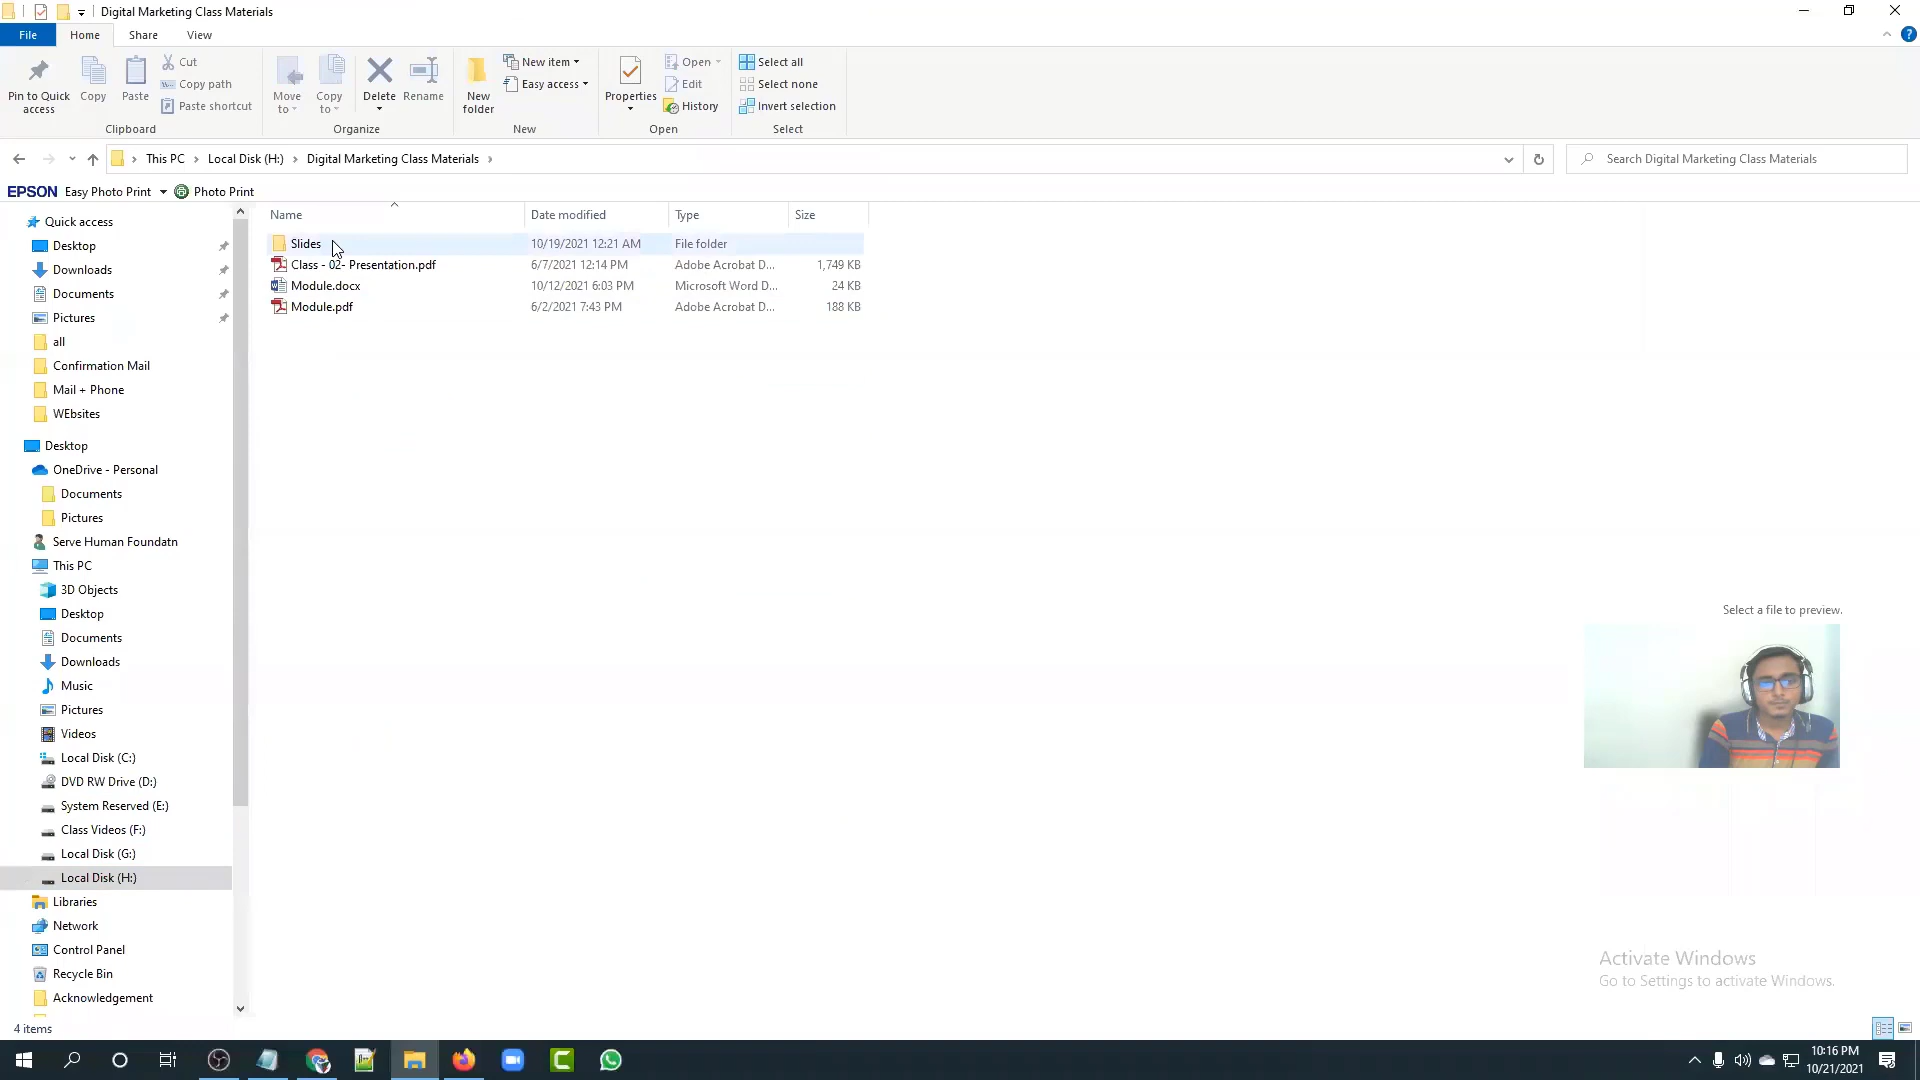 Digital Marketing Class Materials
File Home Share View
Pin to Quick access
Copy
Paste
Cut
Copy path
Paste shortcut
Clipboard
Move to
Copy to
Delete
Rename
Organize
New folder
New item
Easy access
New
Properties
Open
Edit
History
Open
Select all
Select none
Invert selection
Select
This PC > Local Disk (H:) > Digital Marketing Class Materials >
Search Digital Marketing Class Materials
EPSON Easy Photo Print Photo Print
Quick access
Desktop
Downloads
Documents
Pictures
all
Confirmation Mail
Mail + Phone
WEbsites
Desktop
OneDrive - Personal
Documents
Pictures
Serve Human Foundatn
This PC
3D Objects
Desktop
Documents
Downloads
Music
Pictures
Videos
Local Disk (C:)
DVD RW Drive (D:)
System Reserved (E:)
Class Videos (F:)
Local Disk (G:)
Local Disk (H:)
Libraries
Network
Control Panel
Recycle Bin
Acknowledgement
Name Date modified Type Size
Slides 10/19/2021 12:21 AM File folder
Class - 02- Presentation.pdf 6/7/2021 12:14 PM Adobe Acrobat D... 1,749 KB
Module.docx 10/12/2021 6:03 PM Microsoft Word D... 24 KB
Module.pdf 6/2/2021 7:43 PM Adobe Acrobat D... 188 KB
Select a file to preview.
Activate Windows
Go to Settings to activate Windows.
4 items
10:16 PM
10/21/2021